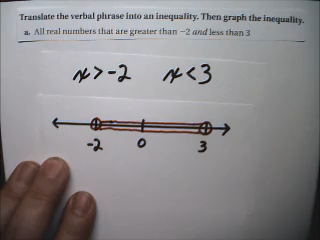 Translate the verbal phrase into an inequality. Then graph the inequality.
a. All real numbers that are greater than −2 and less than 3
x > -2 x < 3
-2 0 3